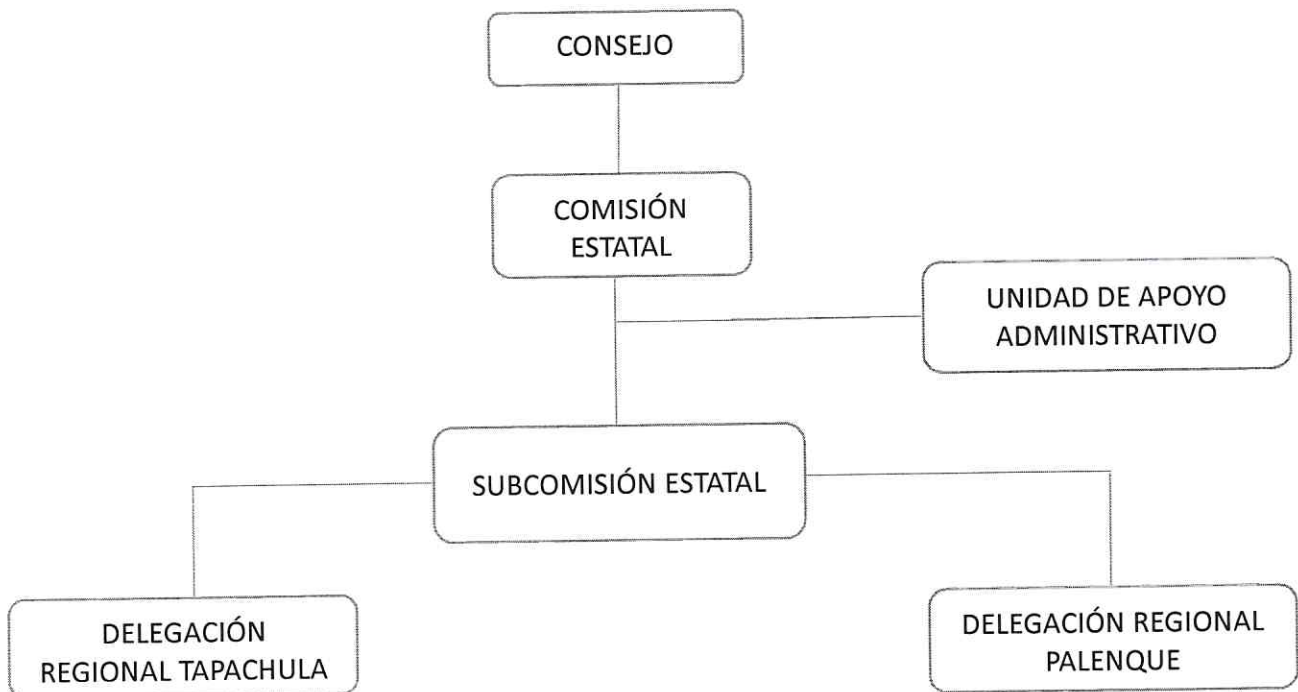 CONSEJO
COMISIÓN
ESTATAL
UNIDAD DE APOYO
ADMINISTRATIVO
SUBCOMISIÓN ESTATAL
DELEGACIÓN
REGIONAL TAPACHULA
DELEGACIÓN REGIONAL
PALENQUE